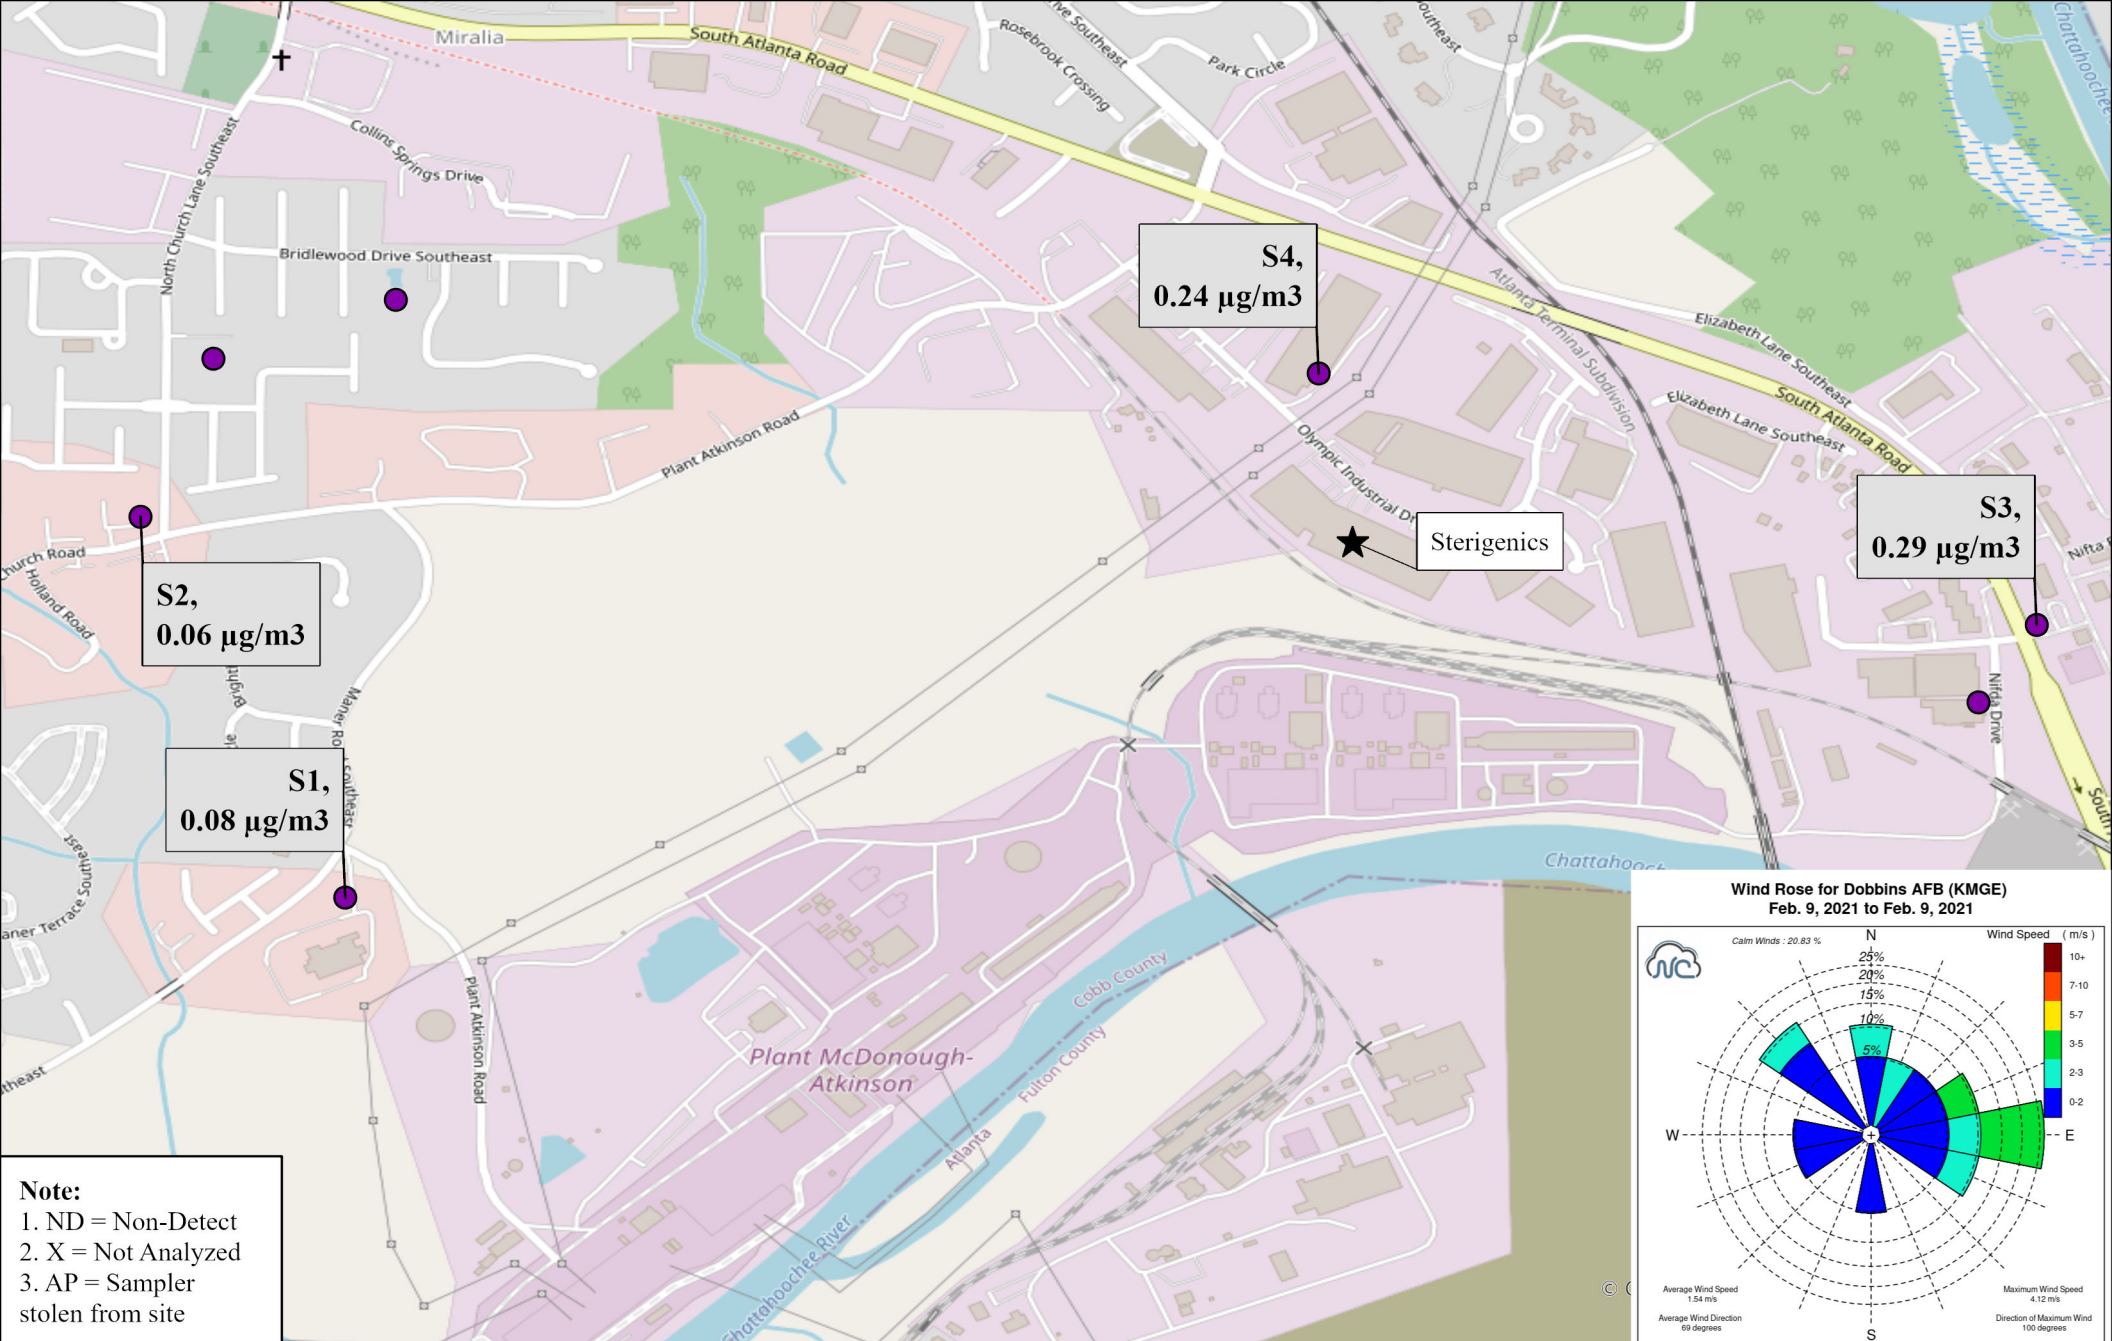 Miralia
South Atlanta Road
Rosebrook Crossing
Park Circle
Chattahoochee
Collins Springs Drive
North Church Lane Southeast
Bridlewood Drive Southeast
S4,
0.24 µg/m3
Atlanta Terminal Subdivision
Elizabeth Lane Southeast
Elizabeth Lane Southeast
South Atlanta Road
Plant Atkinson Road
Olympic Industrial Dr
S3,
0.29 µg/m3
Sterigenics
Church Road
Holland Road
S2,
0.06 µg/m3
Maner Ro
Southeast
Nifda Drive
S1,
0.08 µg/m3
Chattahooch
aner Terrace Southeast
Plant Atkinson Road
Cobb County
Fulton County
Plant McDonough-
Atkinson
Atlanta
Chattahoochee River
theast
South
Note:
1. ND = Non-Detect
2. X = Not Analyzed
3. AP = Sampler
stolen from site
Wind Rose for Dobbins AFB (KMGE)
Feb. 9, 2021 to Feb. 9, 2021
NC
Calm Winds : 20.83 %
N
Wind Speed ( m/s )
25%
20%
15%
10%
5%
10+
7-10
5-7
3-5
2-3
0-2
W
E
S
Average Wind Speed
1.54 m/s
Average Wind Direction
69 degrees
Maximum Wind Speed
4.12 m/s
Direction of Maximum Wind
100 degrees
©